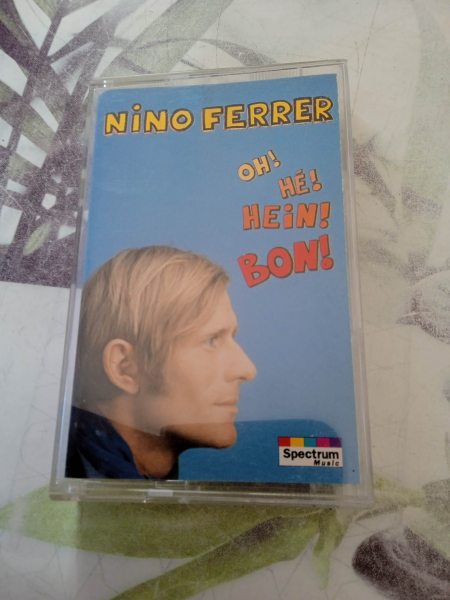 NiNO FERRER
OH!
HÉ!
HEiN!
BON!
Spectrum
Music